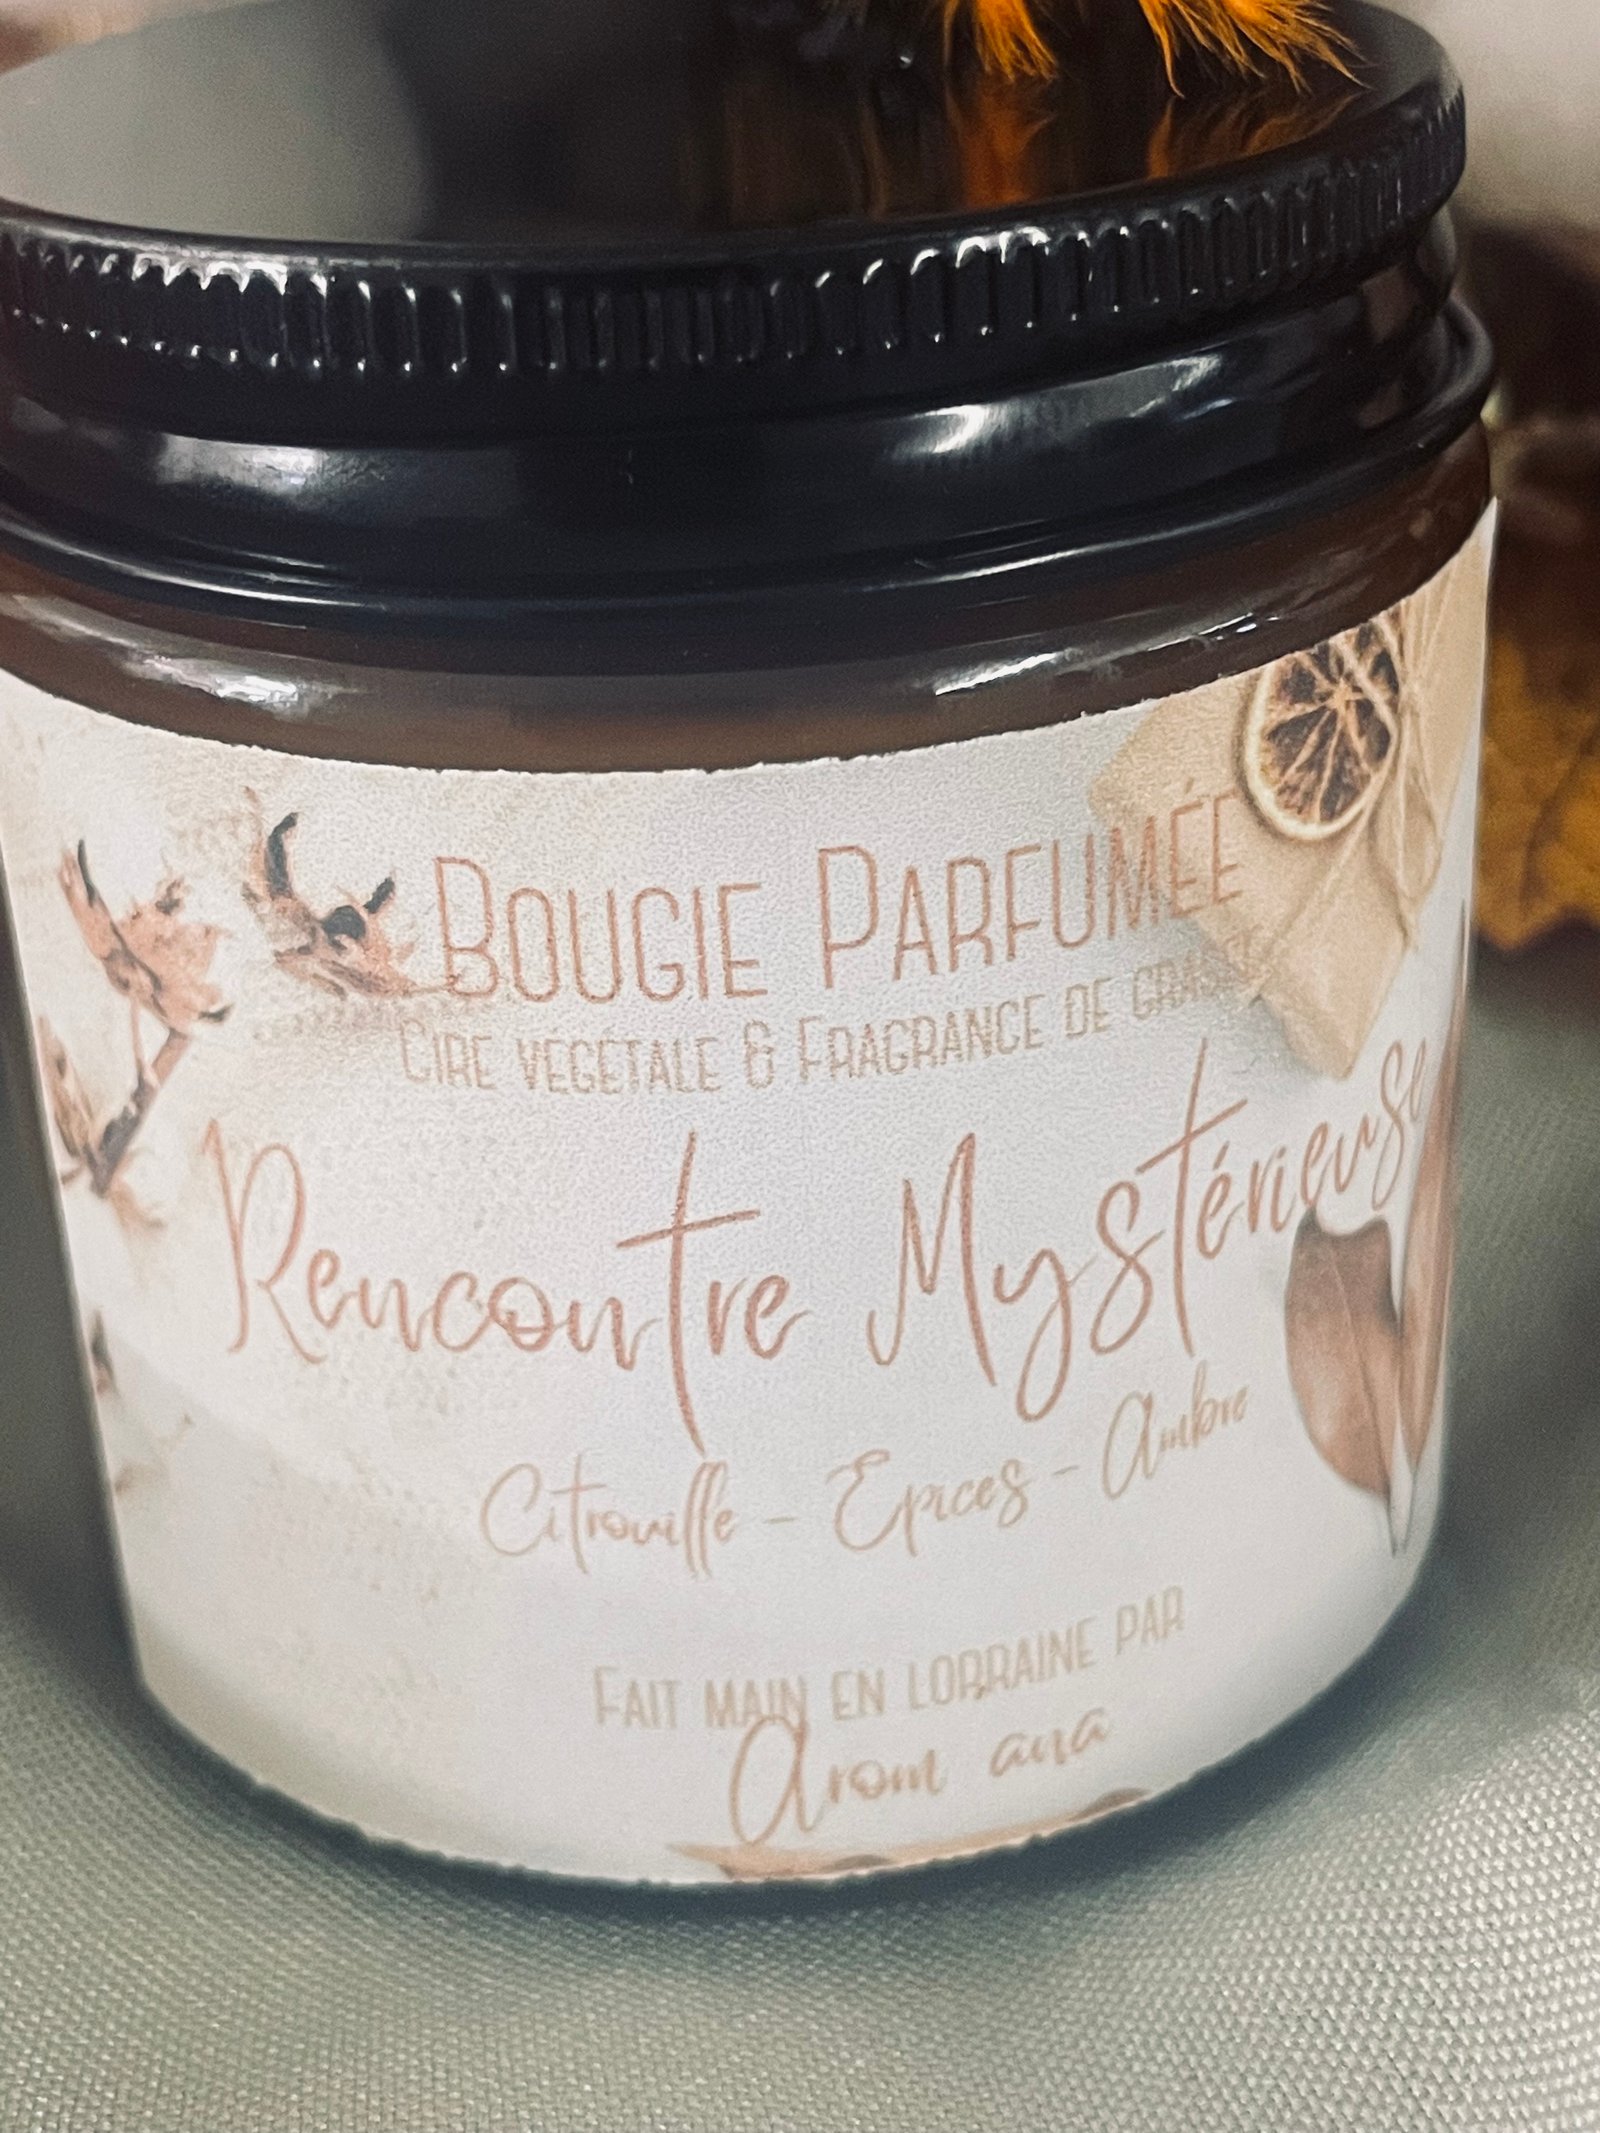 BOUGIE PARFUMÉE
CIRE VÉGÉTALE & FRAGRANCE DE
Rencontre Mystérieuse
Citrouille - Epices - Ambre
FAIT MAIN EN LORRAINE PAR
Arom ana